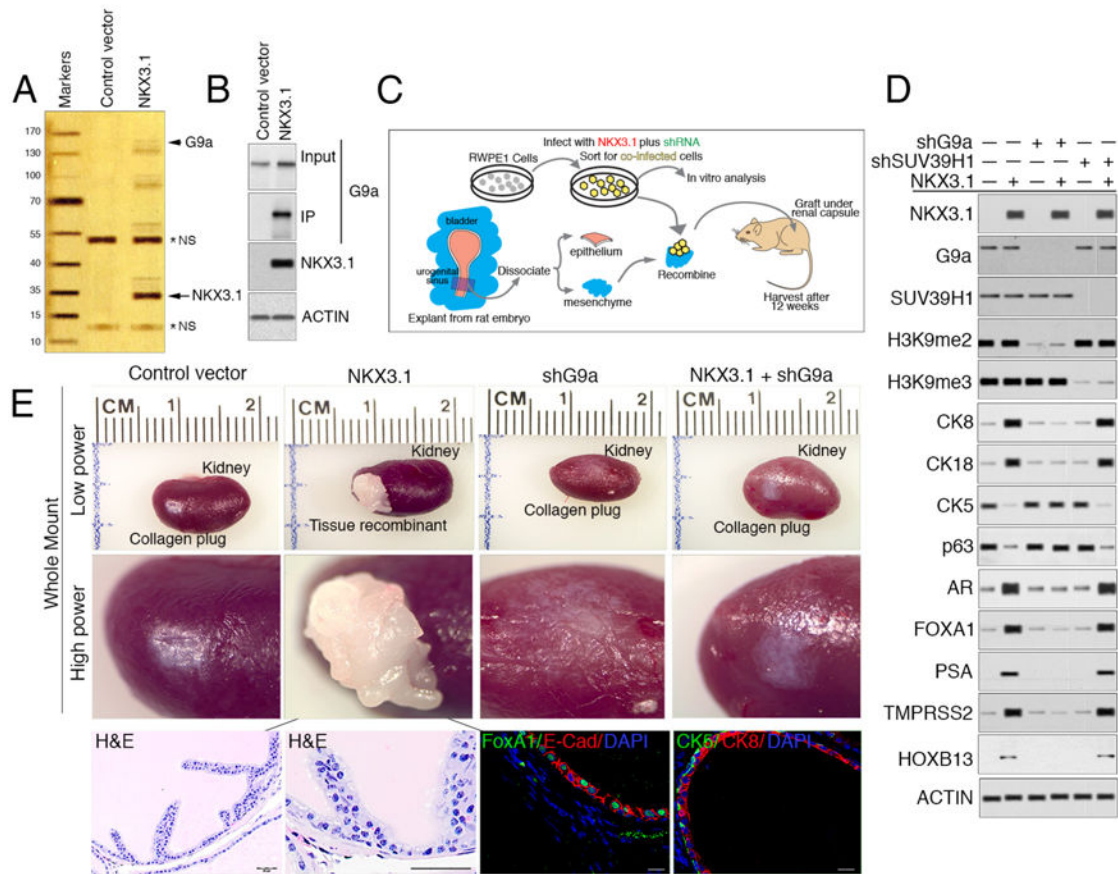 A
Markers
Control vector
NKX3.1
170
130
100
70
55
40
35
25
15
10
G9a
*NS
NKX3.1
*NS
B
Control vector
NKX3.1
Input
IP
G9a
NKX3.1
ACTIN
C
Infect with NKX3.1 plus shRNA
RWPE1 Cells
Sort for co-infected cells
In vitro analysis
Graft under
renal capsule
bladder
urogenital
sinus
Dissociate
epithelium
mesenchyme
Recombine
Explant from rat embryo
Harvest after
12 weeks
D
shG9a — — + + — —
shSUV39H1 — — — — + +
NKX3.1 — + — + — +
NKX3.1
G9a
SUV39H1
H3K9me2
H3K9me3
CK8
CK18
CK5
p63
AR
FOXA1
PSA
TMPRSS2
HOXB13
ACTIN
E
Control vector
NKX3.1
shG9a
NKX3.1 + shG9a
Whole Mount
Low power
CM 1 2
Kidney
Collagen plug
CM 1 2
Kidney
Tissue recombinant
CM 1 2
Kidney
Collagen plug
CM 1 2
Kidney
Collagen plug
High power
H&E
H&E
FoxA1/E-Cad/DAPI
CK5/CK8/DAPI